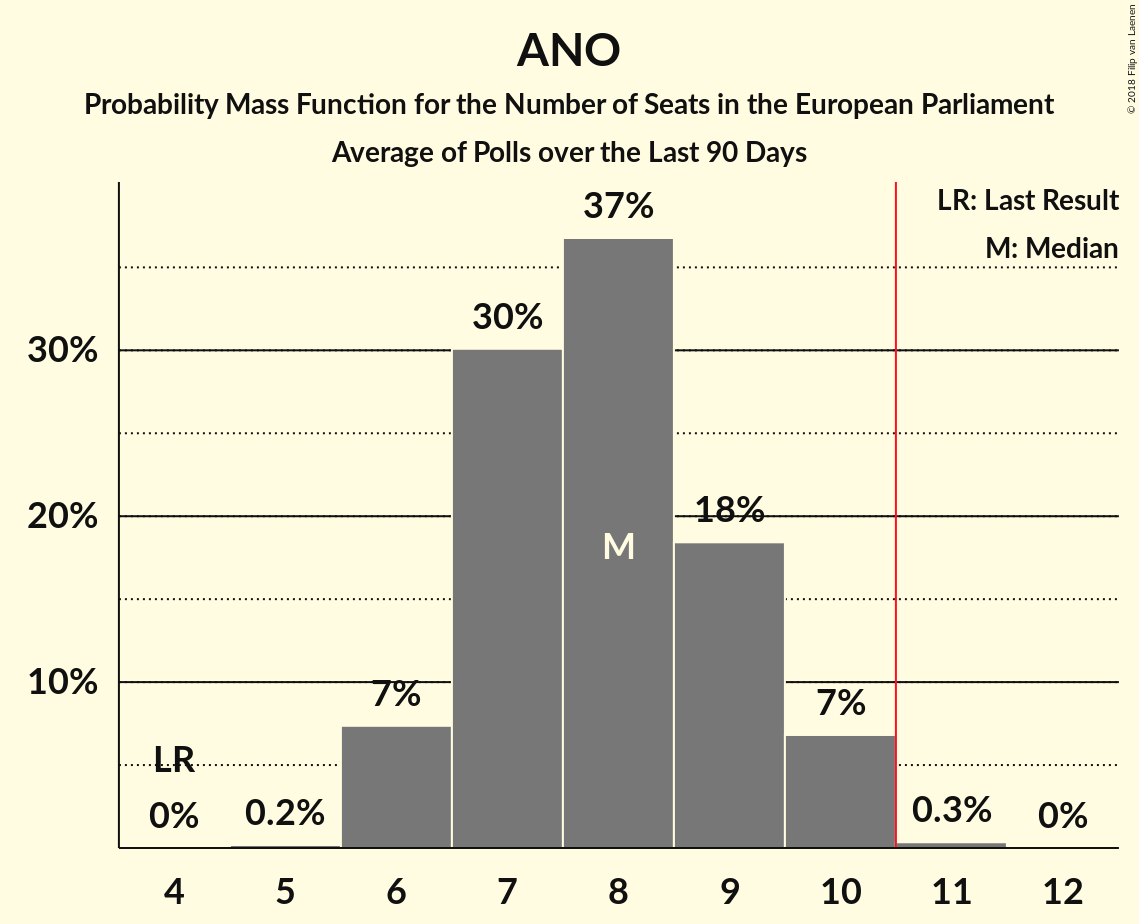 ANO
Probability Mass Function for the Number of Seats in the European Parliament
Average of Polls over the Last 90 Days
© 2018 Filip van Laenen
LR: Last Result
M: Median
37%
30%
18%
7%
7%
LR
0%
0.2%
0.3%
0%
M
30%
20%
10%
4 5 6 7 8 9 10 11 12